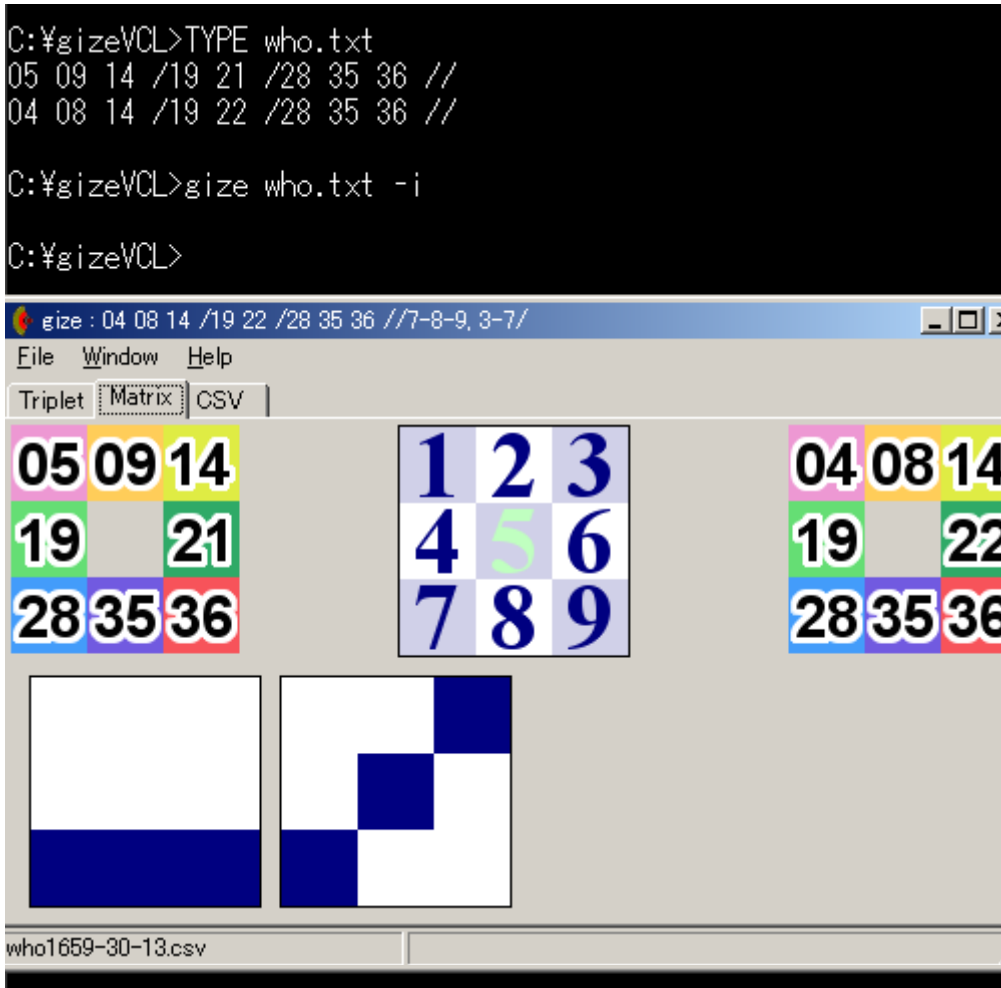 C:¥gizeVCL>TYPE who.txt
05 09 14 /19 21 /28 35 36 //
04 08 14 /19 22 /28 35 36 //
C:¥gizeVCL>gize who.txt -i
C:¥gizeVCL>
gize : 04 08 14 /19 22 /28 35 36 //7-8-9, 3-7/
File Window Help
Triplet Matrix CSV
05 09 14 1 2 3 04 08 14
19 21 4 5 6 19 22
28 35 36 7 8 9 28 35 36
who1659-30-13.csv